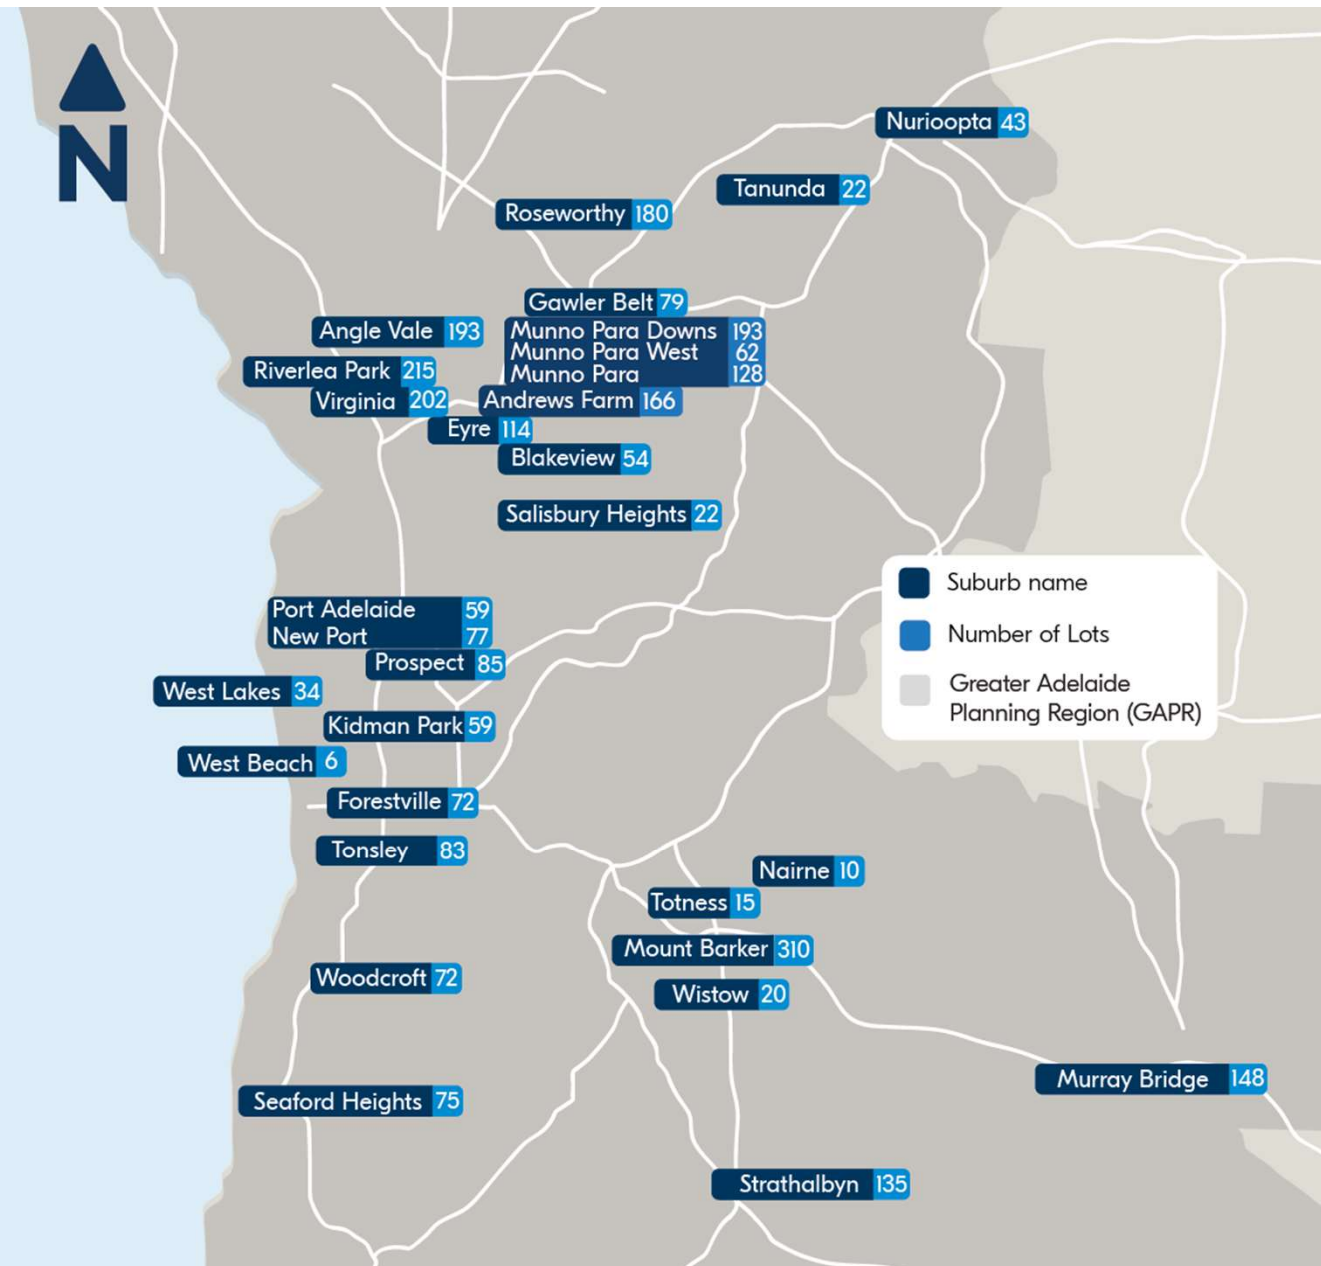 N
Nurioopta 43
Tanunda 22
Roseworthy 180
Gawler Belt 79
Angle Vale 193
Munno Para Downs 193
Munno Para West 62
Munno Para 128
Riverlea Park 215
Virginia 202
Andrews Farm 166
Eyre 114
Blakeview 54
Salisbury Heights 22
Suburb name
Number of Lots
Greater Adelaide
Planning Region (GAPR)
Port Adelaide 59
New Port 77
Prospect 85
West Lakes 34
Kidman Park 59
West Beach 6
Forestville 72
Tonsley 83
Nairne 10
Totness 15
Mount Barker 310
Woodcroft 72
Wistow 20
Murray Bridge 148
Seaford Heights 75
Strathalbyn 135